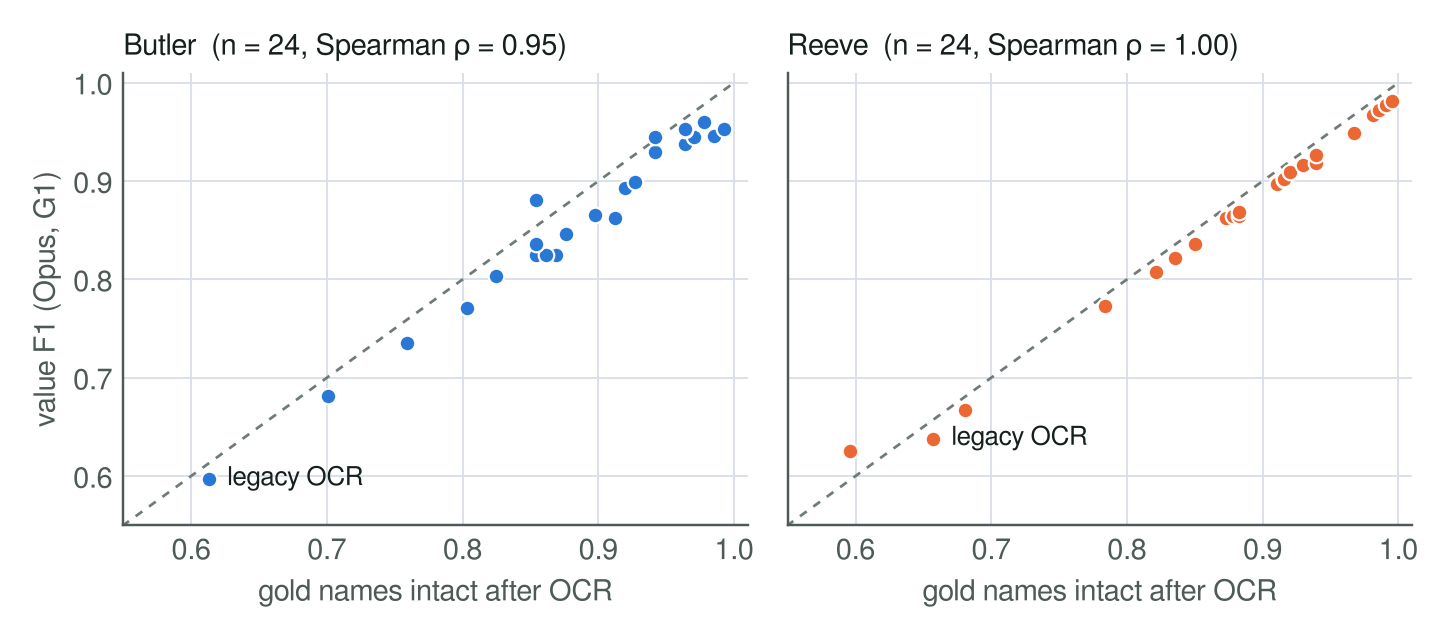 Butler (n = 24, Spearman ρ = 0.95)
Reeve (n = 24, Spearman ρ = 1.00)
value F1 (Opus, G1)
1.0
0.9
0.8
0.7
0.6
legacy OCR
legacy OCR
0.6 0.7 0.8 0.9 1.0
0.6 0.7 0.8 0.9 1.0
gold names intact after OCR
gold names intact after OCR